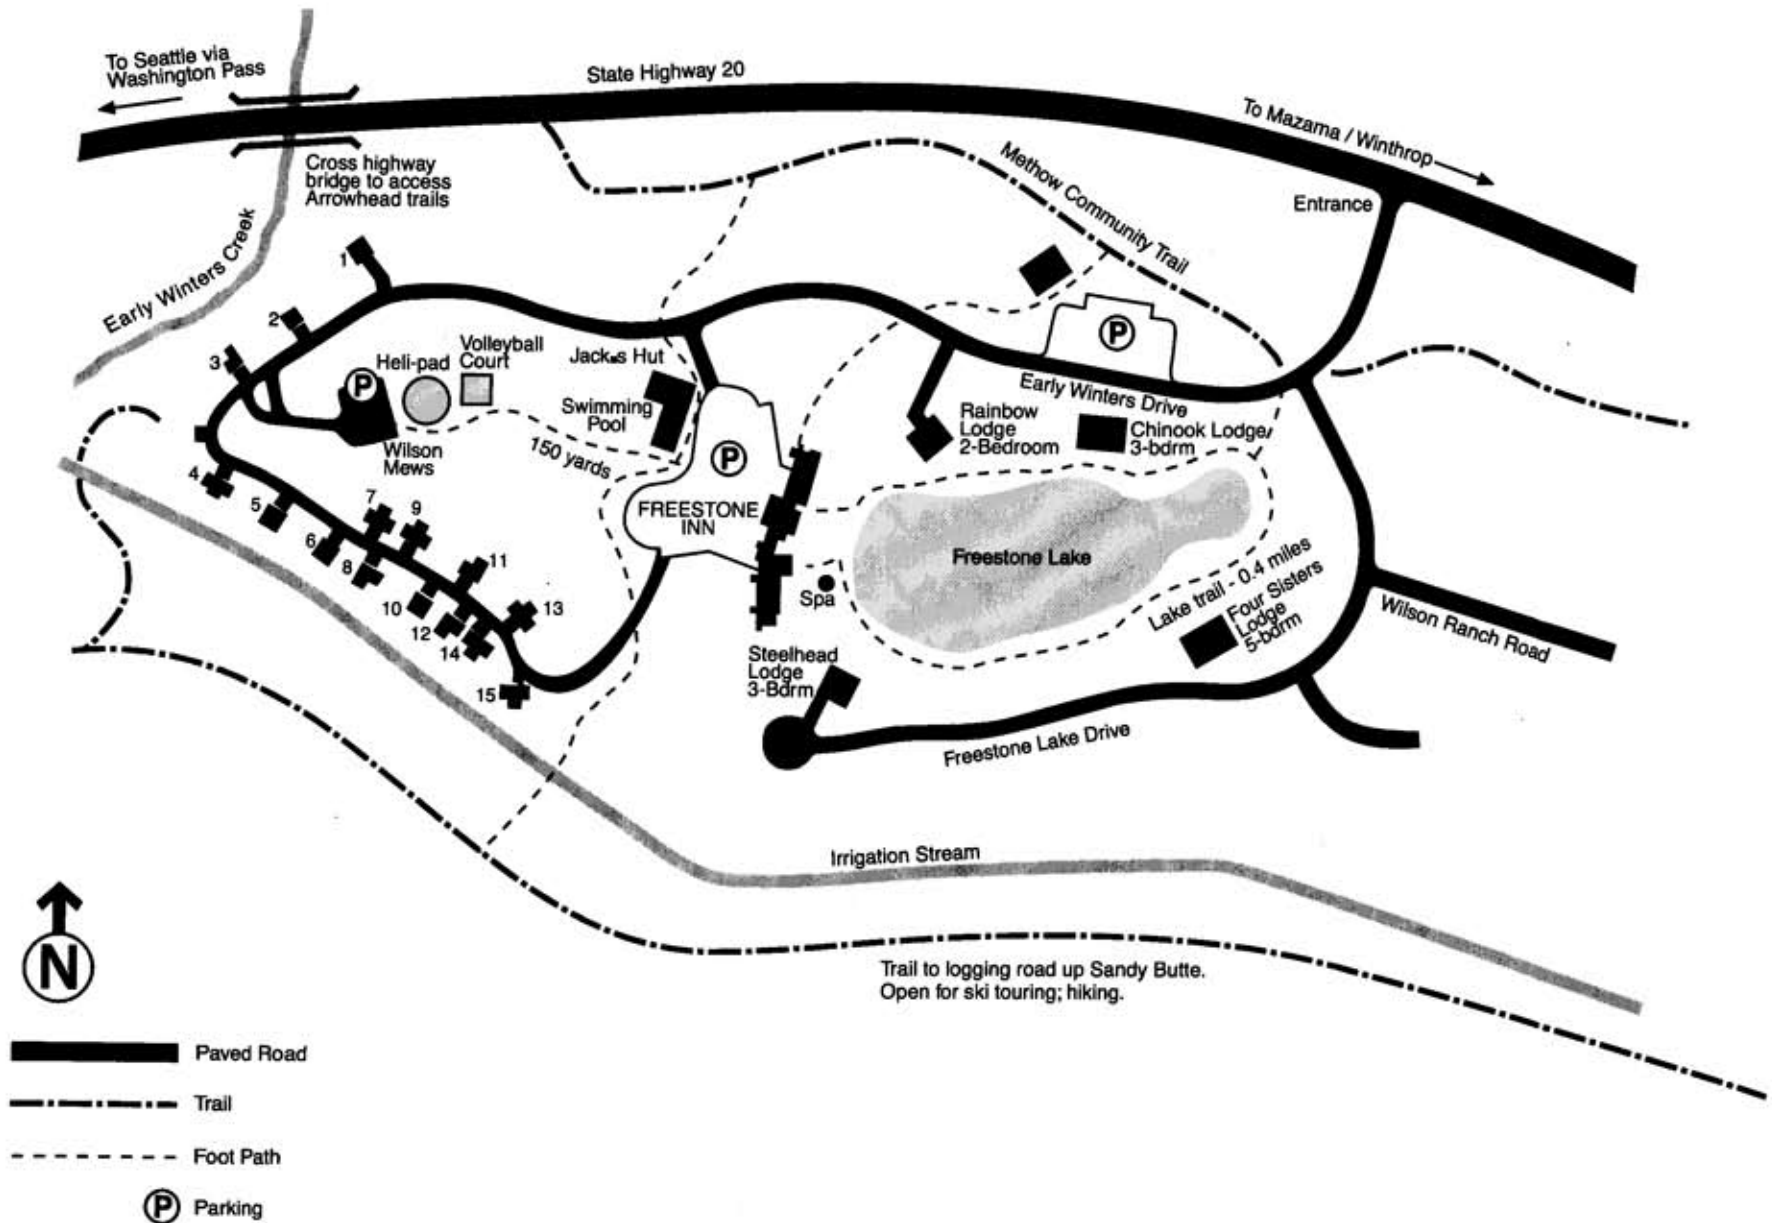 To Seattle via
Washington Pass
State Highway 20
To Mazama / Winthrop
Cross highway
bridge to access
Arrowhead trails
Methow Community Trail
Entrance
Early Winters Creek
1
2
3
Heli-pad
Volleyball
Court
Jack's Hut
P
P
Swimming
Pool
Early Winters Drive
Rainbow
Lodge
2-Bedroom
Chinook Lodge
3-bdrm
Wilson
Mews
150 yards
P
4
5
6
7
8
9
10
11
12
13
14
15
FREESTONE
INN
Freestone Lake
Spa
Lake trail - 0.4 miles
Four Sisters
Lodge
5-bdrm
Wilson Ranch Road
Steelhead
Lodge
3-Bdrm
Freestone Lake Drive
Irrigation Stream
Trail to logging road up Sandy Butte.
Open for ski touring; hiking.
N
Paved Road
Trail
Foot Path
P Parking